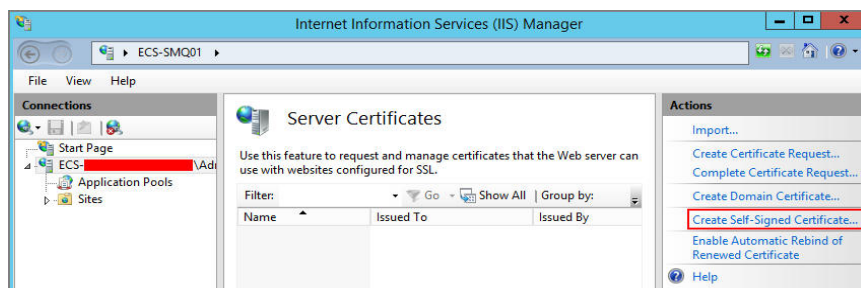 Internet Information Services (IIS) Manager
ECS-SMQ01
File View Help
Connections
Start Page
ECS- \Adm
Application Pools
Sites
Server Certificates
Use this feature to request and manage certificates that the Web server can
use with websites configured for SSL.
Filter: Go Show All Group by:
Name Issued To Issued By
Actions
Import...
Create Certificate Request...
Complete Certificate Request...
Create Domain Certificate...
Create Self-Signed Certificate...
Enable Automatic Rebind of
Renewed Certificate
Help